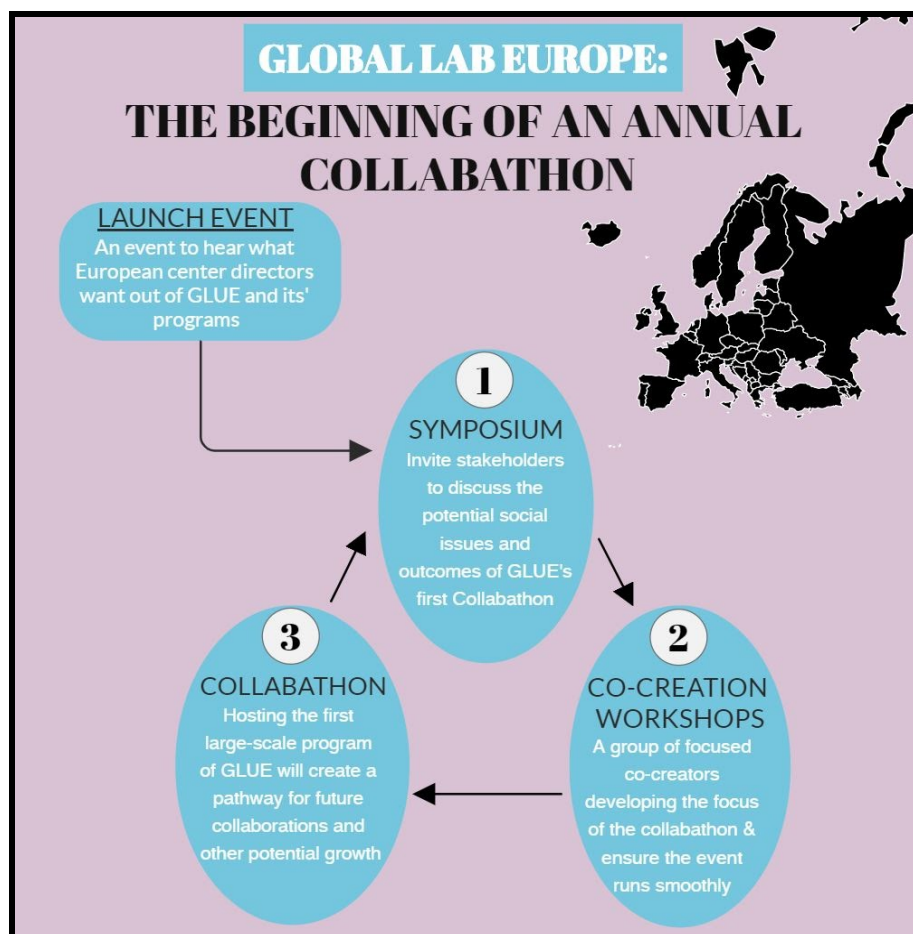 GLOBAL LAB EUROPE:
THE BEGINNING OF AN ANNUAL
COLLABATHON
LAUNCH EVENT
An event to hear what
European center directors
want out of GLUE and its'
programs
1
SYMPOSIUM
Invite stakeholders
to discuss the
potential social
issues and
outcomes of GLUE's
first Collabathon
2
CO-CREATION
WORKSHOPS
A group of focused
co-creators
developing the focus
of the collabathon &
ensure the event
runs smoothly
3
COLLABATHON
Hosting the first
large-scale program
of GLUE will create a
pathway for future
collaborations and
other potential growth